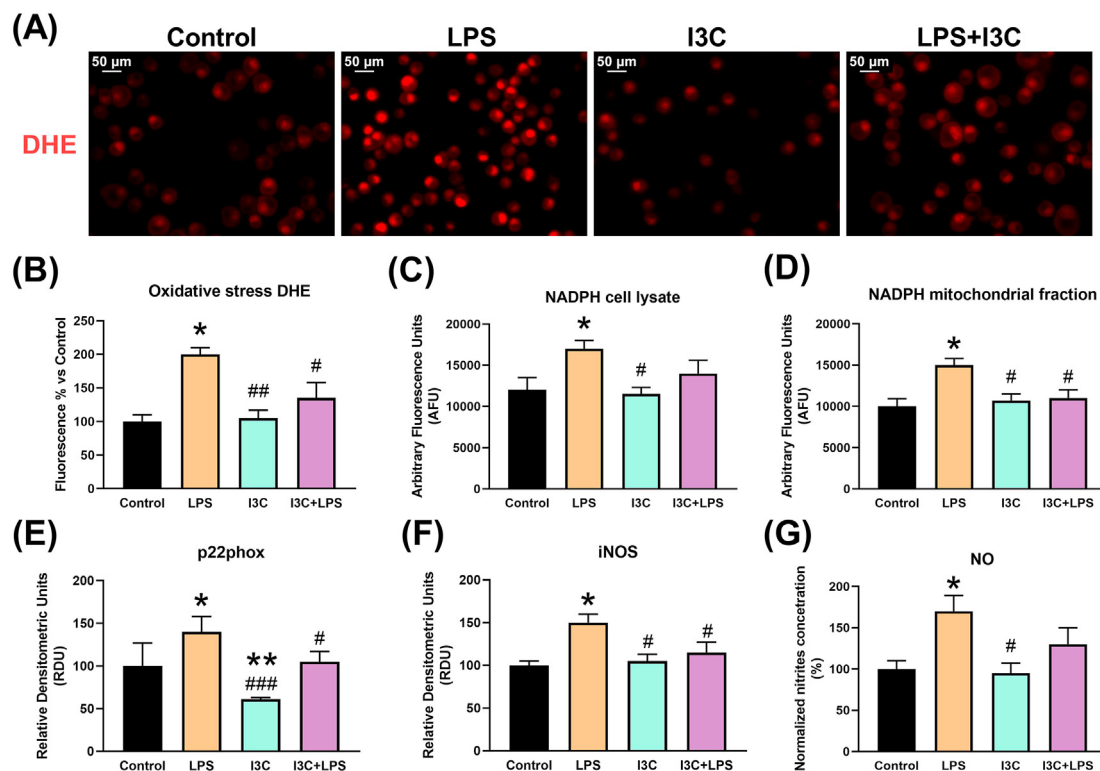 (A)
Control LPS I3C LPS+I3C
50 µm 50 µm 50 µm 50 µm
DHE
(B)
Oxidative stress DHE
Fluorescence % vs Control
250
200
150
100
50
0
*
##
#
Control LPS I3C I3C+LPS
(C)
NADPH cell lysate
Arbitrary Fluorescence Units
(AFU)
20000
15000
10000
5000
0
*
#
Control LPS I3C I3C+LPS
(D)
NADPH mitochondrial fraction
Arbitrary Fluorescence Units
(AFU)
20000
15000
10000
5000
0
*
#
#
Control LPS I3C I3C+LPS
(E)
p22phox
Relative Densitometric Units
(RDU)
200
150
100
50
0
*
**
###
#
Control LPS I3C I3C+LPS
(F)
iNOS
Relative Densitometric Units
(RDU)
200
150
100
50
0
*
#
#
Control LPS I3C I3C+LPS
(G)
NO
Normalized nitrites concetration
(%)
200
150
100
50
0
*
#
Control LPS I3C I3C+LPS